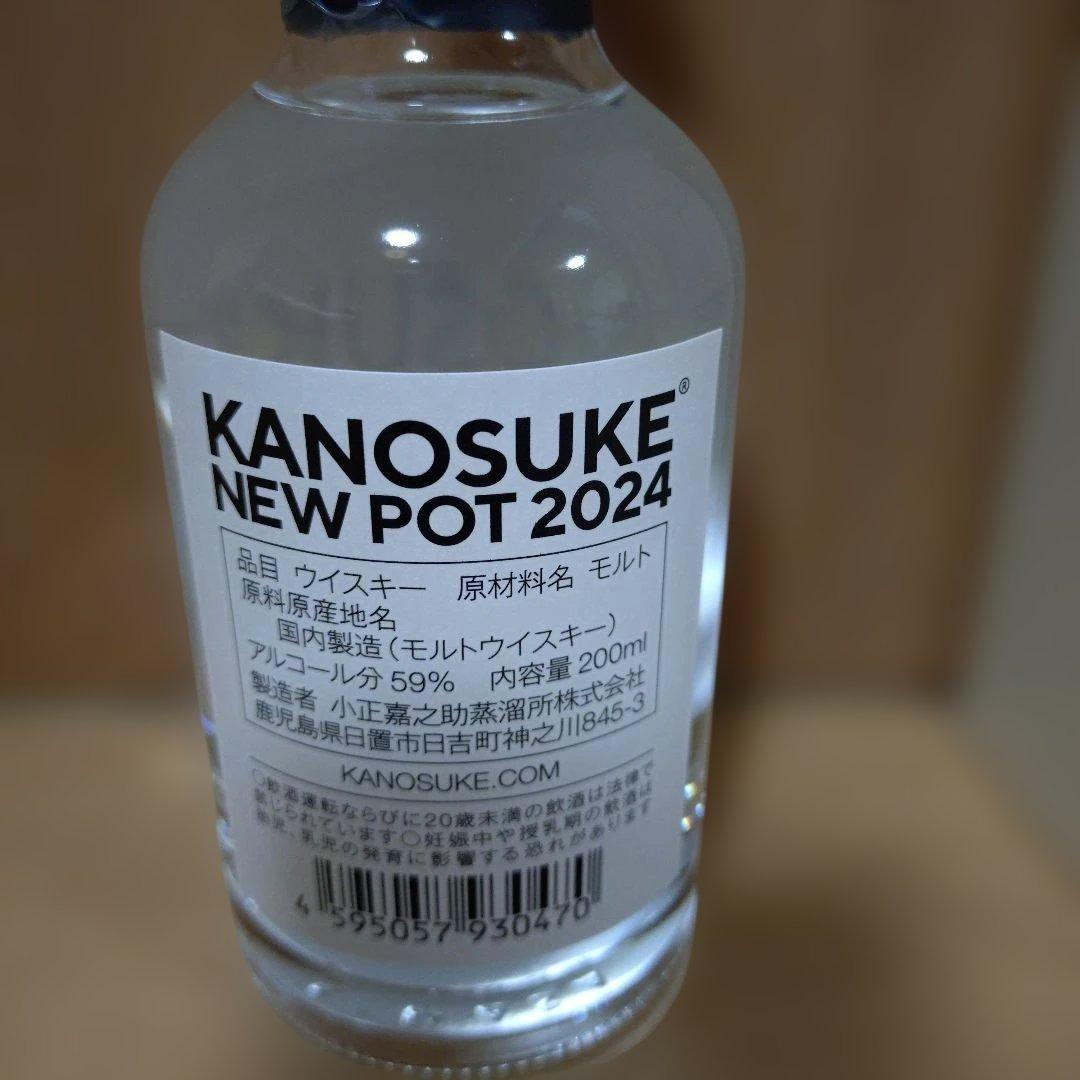 KANOSUKE®
NEW POT 2024
品目 ウイスキー 原材料名 モルト
原料原産地名
国内製造(モルトウイスキー)
アルコール分 59% 内容量 200ml
製造者 小正嘉之助蒸溜所株式会社
鹿児島県日置市日吉町神之川845-3
KANOSUKE.COM
○飲酒運転ならびに20歳未満の飲酒は法律で
禁じられています○妊娠中や授乳期の飲酒は
胎児、乳児の発育に影響する恐れがあります
4 595057 930470